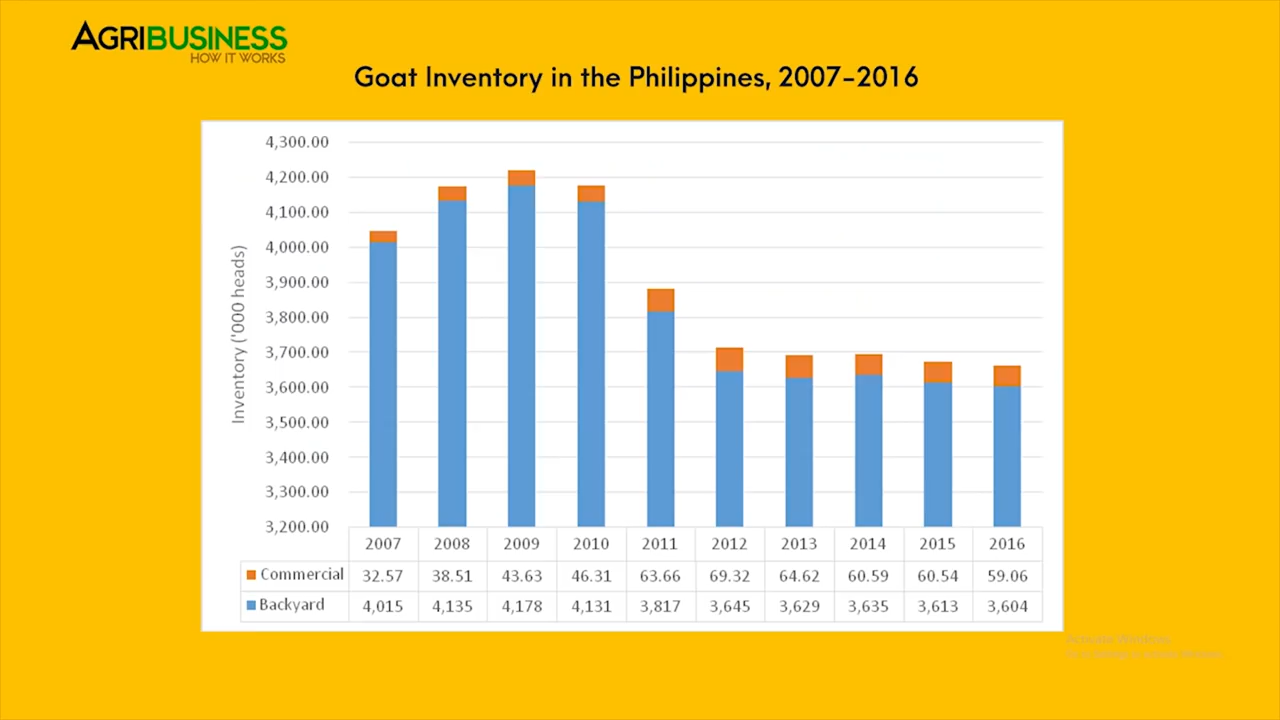 AGRIBUSINESS
HOW IT WORKS
Goat Inventory in the Philippines, 2007-2016
4,300.00
4,200.00
4,100.00
4,000.00
3,900.00
3,800.00
3,700.00
3,600.00
3,500.00
3,400.00
3,300.00
3,200.00
Inventory ('000 heads)
2007 2008 2009 2010 2011 2012 2013 2014 2015 2016
Commercial 32.57 38.51 43.63 46.31 63.66 69.32 64.62 60.59 60.54 59.06
Backyard 4,015 4,135 4,178 4,131 3,817 3,645 3,629 3,635 3,613 3,604
Activate Windows